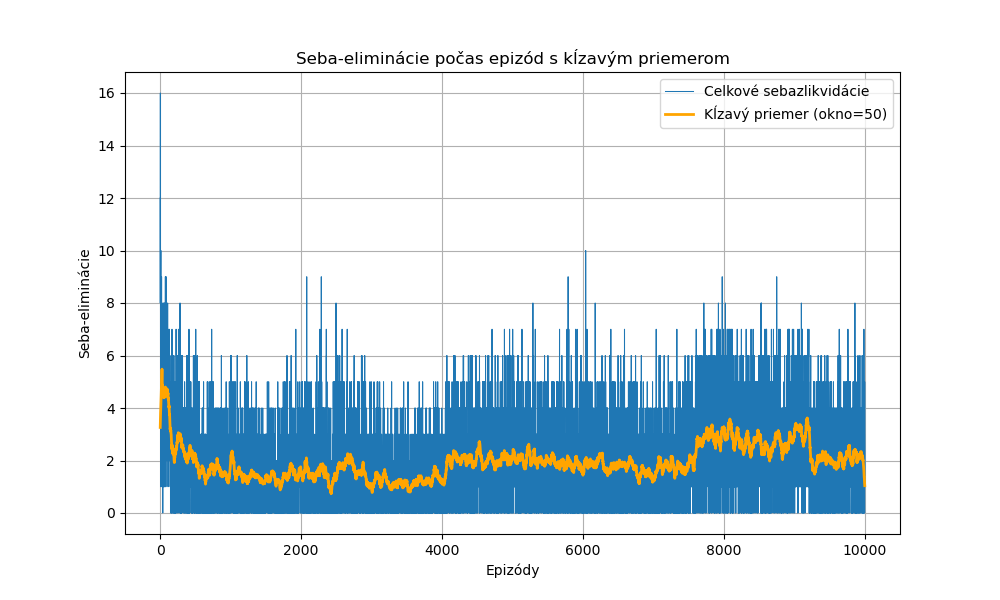 Seba-eliminácie počas epizód s kĺzavým priemerom
Celkové sebazlikvidácie
Kĺzavý priemer (okno=50)
Seba-eliminácie
16
14
12
10
8
6
4
2
0
0 2000 4000 6000 8000 10000
Epizódy